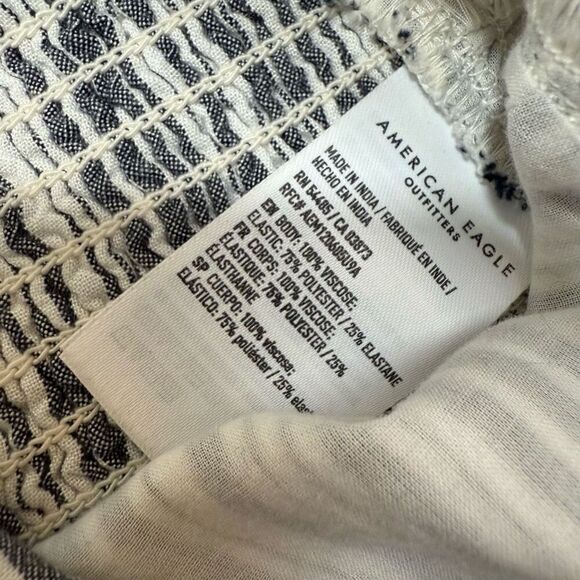 AMERICAN EAGLE
OUTFITTERS
MADE IN INDIA / FABRIQUÉ EN INDE /
HECHO EN INDIA
RN 54485 / CA 03873
EN BODY: 100% VISCOSE;
ELASTIC: 75% POLYESTER / 25% ELASTANE
FR CORPS: 100% VISCOSE;
ÉLASTIQUE: 75% POLYESTER / 25%
ÉLASTHANNE
SP CUERPO: 100% viscosa;
ELÁSTICO: 75% poliéster / 25% elast